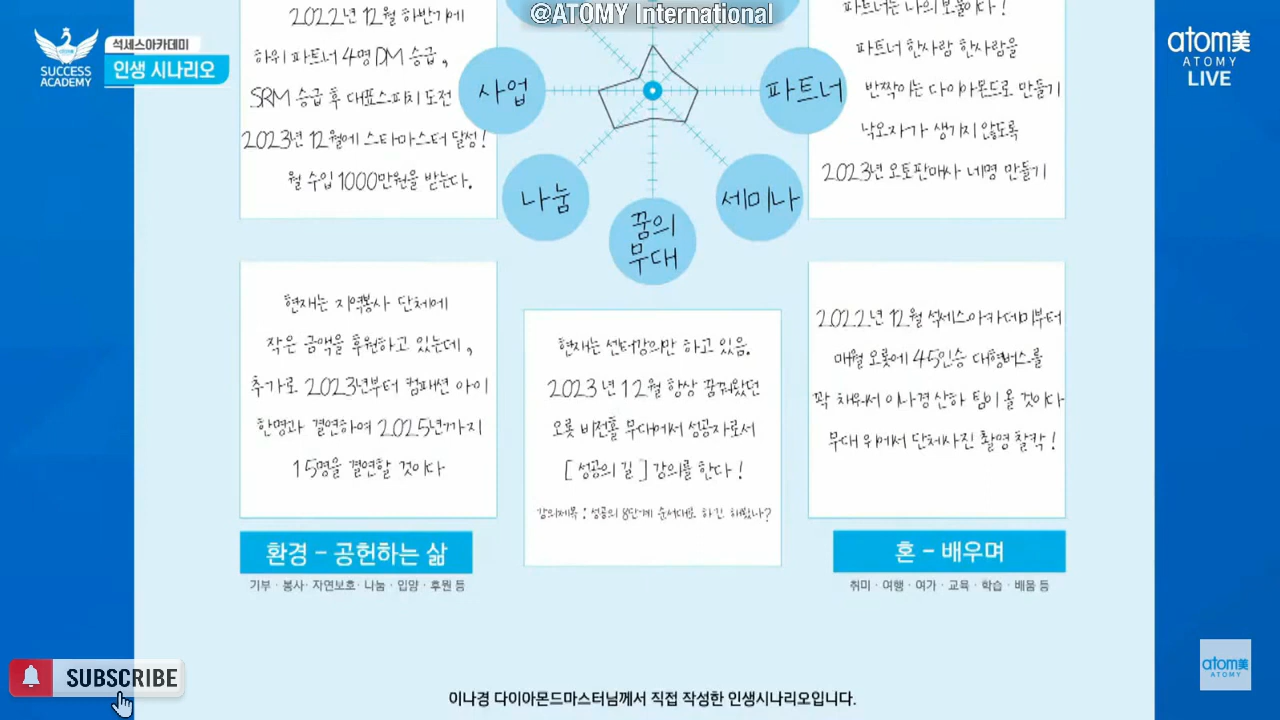 @ATOMY International
SUCCESS
ACADEMY
석세스아카데미
인생 시나리오
atom美
ATOMY
LIVE
2022년 12월 하반기에
하위 파트너 4명 DM 승급,
SRM 승급 후 대표스피치 도전
2023년 12월에 스타마스터 달성!
월 수입 1000만원을 받는다.
사업
나눔
꿈의
무대
세미나
파트너
파트너는 나의 보물이다!
파트너 한사람 한사람을
반짝이는 다이아몬드로 만들기
낙오자가 생기지 않도록
2023년 오토판매사 네명 만들기
현재는 지역봉사 단체에
작은 금액을 후원하고 있는데,
추가로 2023년부터 컴패션 아이
한명과 결연하여 2025년까지
15명을 결연할 것이다
환경 – 공헌하는 삶
기부 · 봉사 · 자연보호 · 나눔 · 입양 · 후원 등
현재는 센터강의만 하고 있음.
2023년 12월 항상 꿈꿔왔던
오롯 비전홀 무대에서 성공자로서
[성공의 길] 강의를 한다!
강의제목 : 성공의 8단계 순서대로 하긴 해봤나?
2022년 12월 석세스아카데미부터
매월 오롯에 45인승 대형버스를
꽉 채워서 이나경 산하 팀이 올 것이다
무대 위에서 단체사진 촬영 찰칵!
혼 – 배우며
취미 · 여행 · 여가 · 교육 · 학습 · 배움 등
SUBSCRIBE
이나경 다이아몬드마스터님께서 직접 작성한 인생시나리오입니다.
atom美
ATOMY